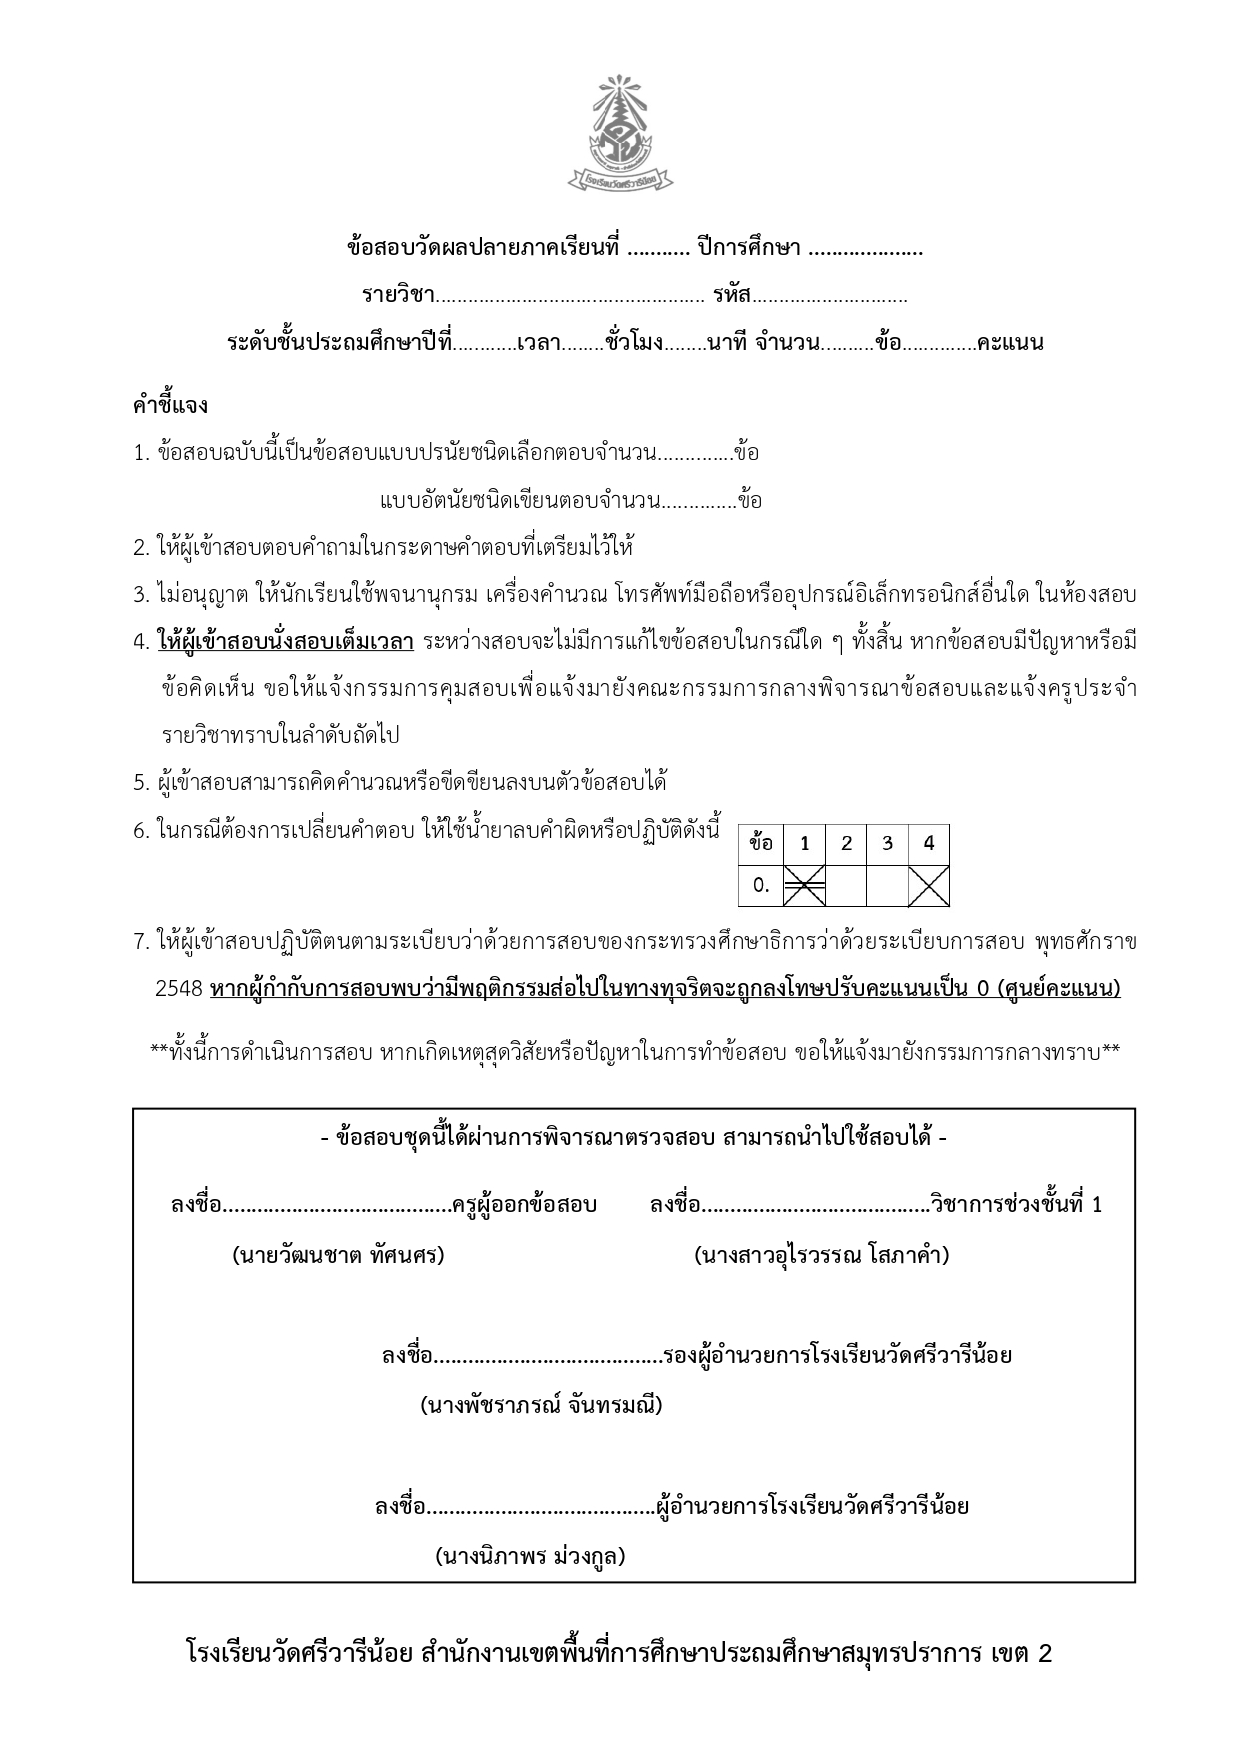 โรงเรียนวัดศรีวารีน้อย
ข้อสอบวัดผลปลายภาคเรียนที่ ........... ปีการศึกษา ....................
รายวิชา.................................................. รหัส.............................
ระดับชั้นประถมศึกษาปีที่............เวลา........ชั่วโมง........นาที จำนวน..........ข้อ..............คะแนน
คำชี้แจง
1. ข้อสอบฉบับนี้เป็นข้อสอบแบบปรนัยชนิดเลือกตอบจำนวน..............ข้อ
แบบอัตนัยชนิดเขียนตอบจำนวน..............ข้อ
2. ให้ผู้เข้าสอบตอบคำถามในกระดาษคำตอบที่เตรียมไว้ให้
3. ไม่อนุญาต ให้นักเรียนใช้พจนานุกรม เครื่องคำนวณ โทรศัพท์มือถือหรืออุปกรณ์อิเล็กทรอนิกส์อื่นใด ในห้องสอบ
4. ให้ผู้เข้าสอบนั่งสอบเต็มเวลา ระหว่างสอบจะไม่มีการแก้ไขข้อสอบในกรณีใด ๆ ทั้งสิ้น หากข้อสอบมีปัญหาหรือมี
ข้อคิดเห็น ขอให้แจ้งกรรมการคุมสอบเพื่อแจ้งมายังคณะกรรมการกลางพิจารณาข้อสอบและแจ้งครูประจำ
รายวิชาทราบในลำดับถัดไป
5. ผู้เข้าสอบสามารถคิดคำนวณหรือขีดเขียนลงบนตัวข้อสอบได้
6. ในกรณีต้องการเปลี่ยนคำตอบ ให้ใช้น้ำยาลบคำผิดหรือปฏิบัติดังนี้
ข้อ 1 2 3 4
0.
7. ให้ผู้เข้าสอบปฏิบัติตนตามระเบียบว่าด้วยการสอบของกระทรวงศึกษาธิการว่าด้วยระเบียบการสอบ พุทธศักราช
2548 หากผู้กำกับการสอบพบว่ามีพฤติกรรมส่อไปในทางทุจริตจะถูกลงโทษปรับคะแนนเป็น 0 (ศูนย์คะแนน)
**ทั้งนี้การดำเนินการสอบ หากเกิดเหตุสุดวิสัยหรือปัญหาในการทำข้อสอบ ขอให้แจ้งมายังกรรมการกลางทราบ**
- ข้อสอบชุดนี้ได้ผ่านการพิจารณาตรวจสอบ สามารถนำไปใช้สอบได้ -
ลงชื่อ........................................ครูผู้ออกข้อสอบ ลงชื่อ........................................วิชาการช่วงชั้นที่ 1
(นายวัฒนชาต ทัศนศร) (นางสาวอุไรวรรณ โสภาคำ)
ลงชื่อ........................................รองผู้อำนวยการโรงเรียนวัดศรีวารีน้อย
(นางพัชราภรณ์ จันทรมณี)
ลงชื่อ........................................ผู้อำนวยการโรงเรียนวัดศรีวารีน้อย
(นางนิภาพร ม่วงกูล)
โรงเรียนวัดศรีวารีน้อย สำนักงานเขตพื้นที่การศึกษาประถมศึกษาสมุทรปราการ เขต 2